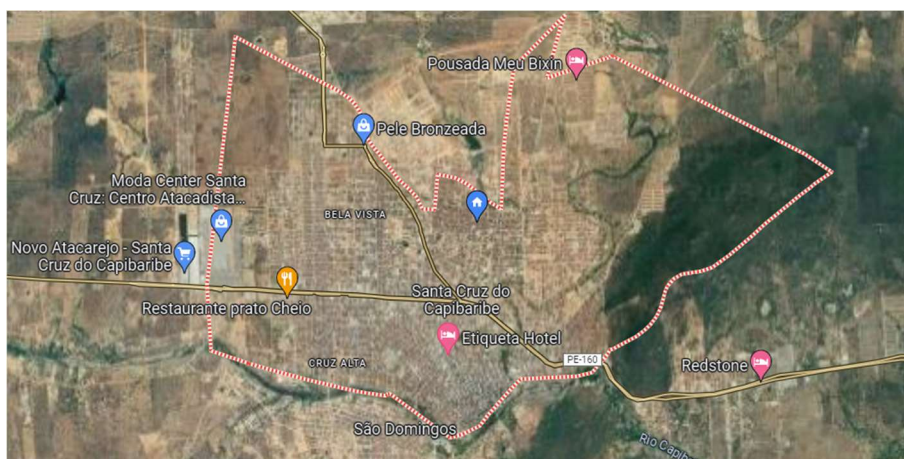 Pousada Meu Bixin
Pele Bronzeada
Moda Center Santa
Cruz: Centro Atacadista...
BELA VISTA
Novo Atacarejo - Santa
Cruz do Capibaribe
Restaurante prato Cheio
Santa Cruz do
Capibaribe
Etiqueta Hotel
PE-160
CRUZ ALTA
Redstone
São Domingos
Rio Capib